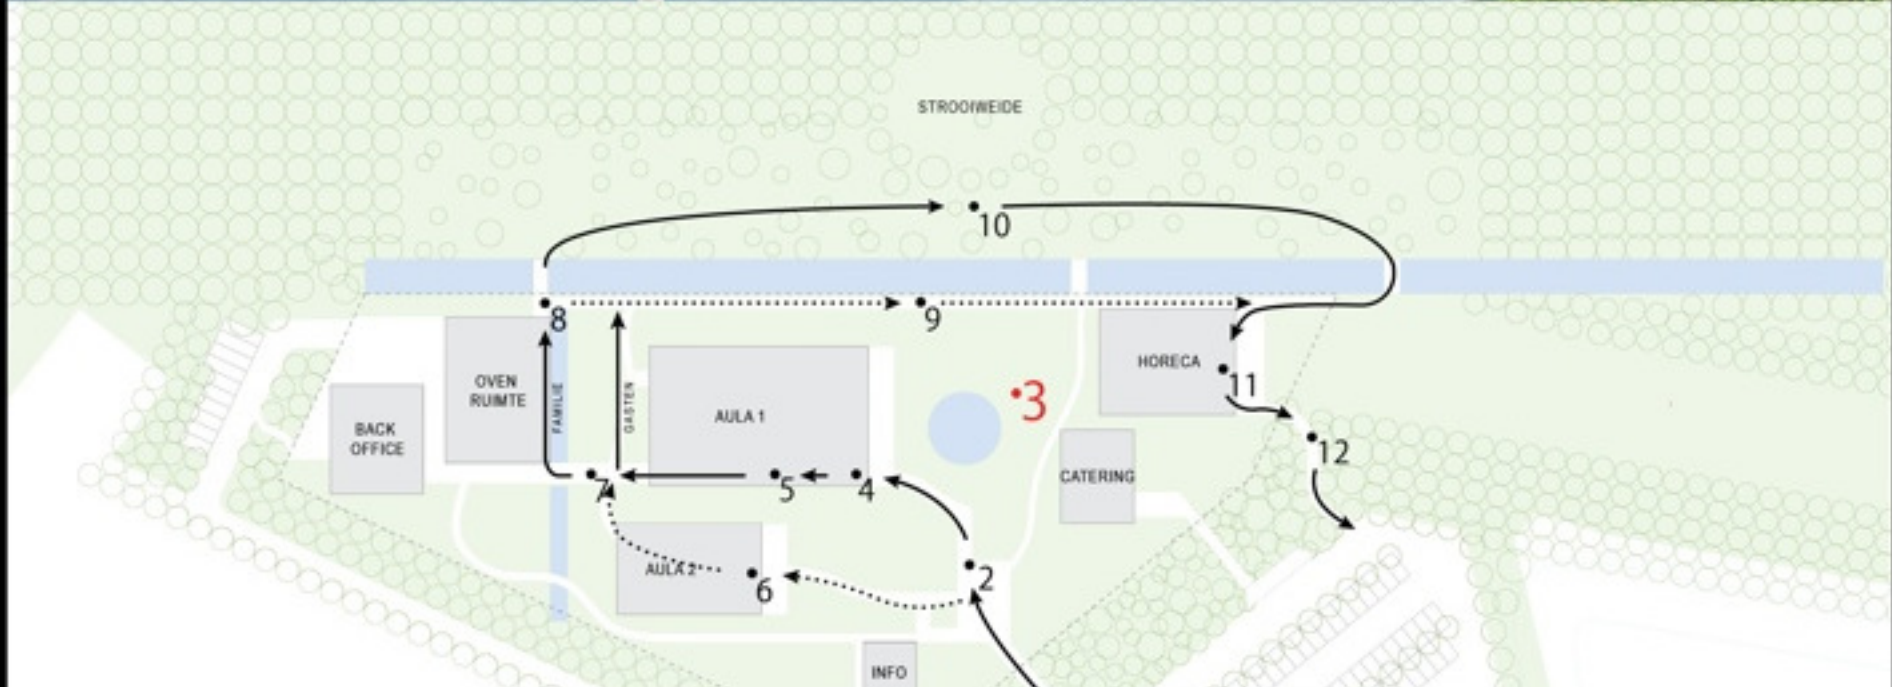 STROOIWEIDE
10
8
9
HORECA
11
OVEN
RUIMTE
FAMILIE
GASTEN
AULA 1
3
BACK
OFFICE
12
CATERING
7
5
4
AULA 2
6
2
INFO